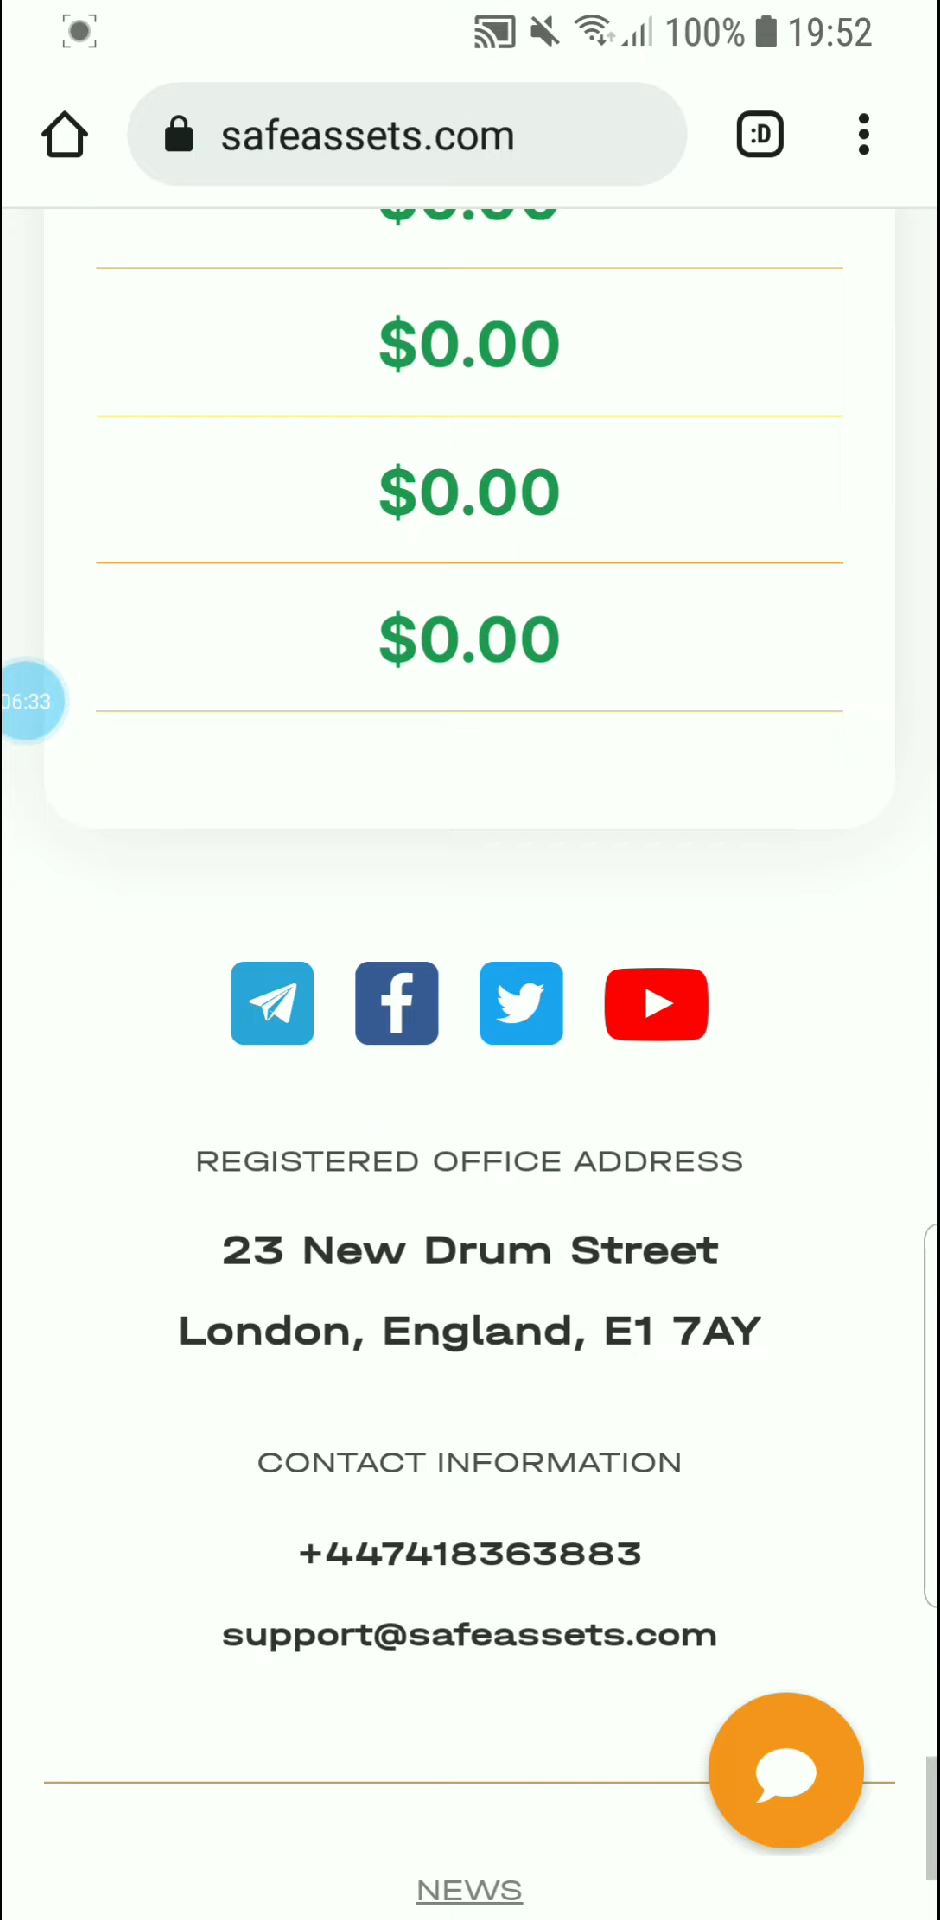 100% 19:52
safeassets.com :D
$0.00
$0.00
$0.00
$0.00
06:33
REGISTERED OFFICE ADDRESS
23 New Drum Street
London, England, E1 7AY
CONTACT INFORMATION
+447418363883
support@safeassets.com
NEWS